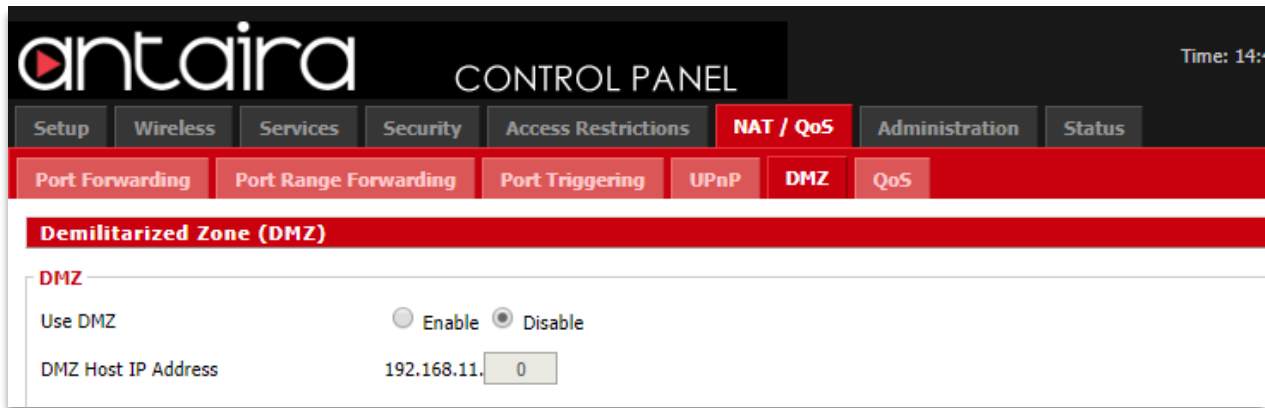 antaira CONTROL PANEL
Time: 14:4
Setup Wireless Services Security Access Restrictions NAT / QoS Administration Status
Port Forwarding Port Range Forwarding Port Triggering UPnP DMZ QoS
Demilitarized Zone (DMZ)
DMZ
Use DMZ Enable Disable
DMZ Host IP Address 192.168.11. 0